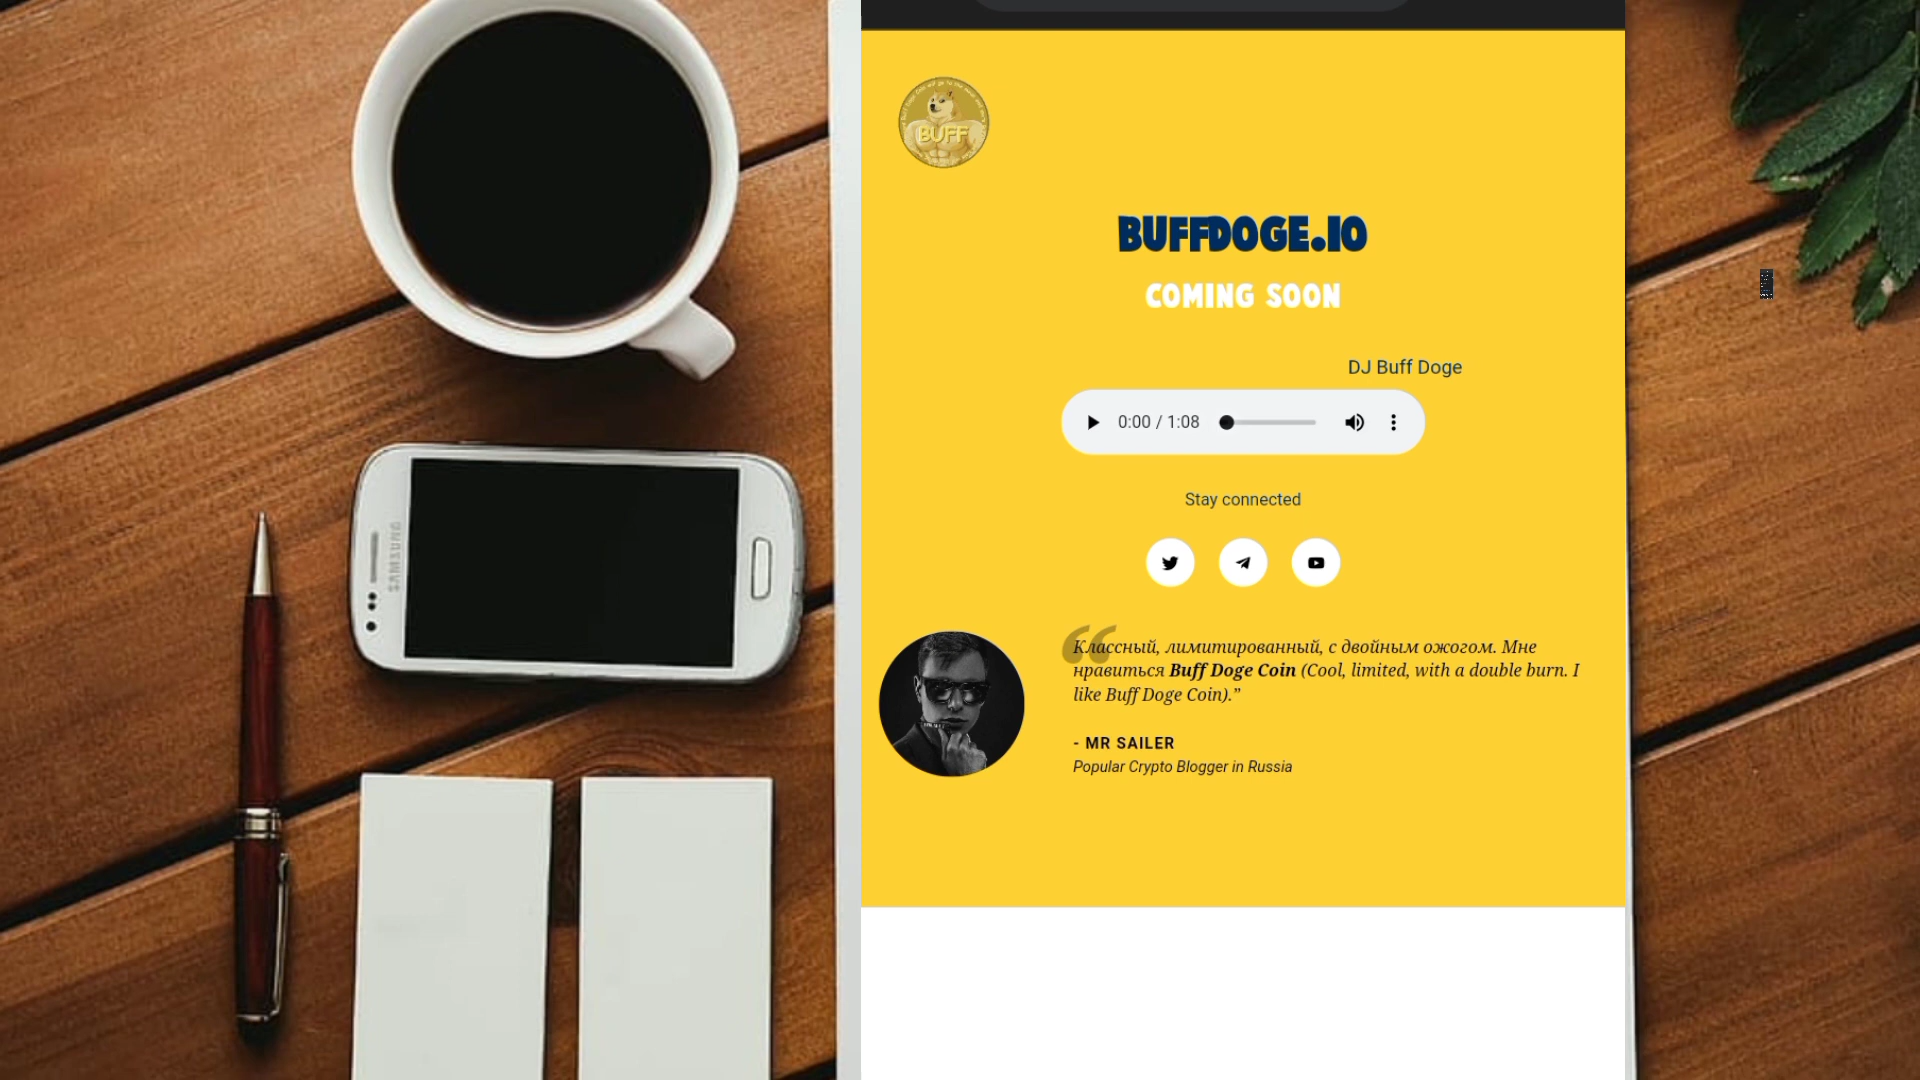 BUFF
BUFFDOGE.IO
COMING SOON
DJ Buff Doge
0:00 / 1:08
Stay connected
Классный, лимитированный, с двойным ожогом. Мне
нравиться Buff Doge Coin (Cool, limited, with a double burn. I
like Buff Doge Coin).”
- MR SAILER
Popular Crypto Blogger in Russia
SAMSUNG